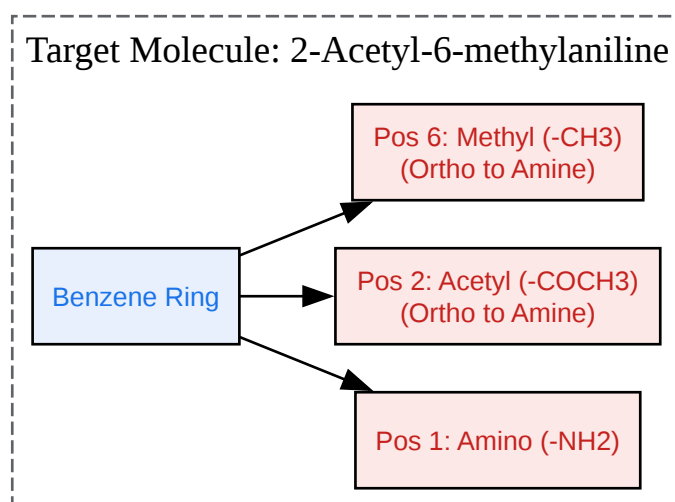 Target Molecule: 2-Acetyl-6-methylaniline
Pos 6: Methyl (-CH3)
(Ortho to Amine)
Benzene Ring
Pos 2: Acetyl (-COCH3)
(Ortho to Amine)
Pos 1: Amino (-NH2)